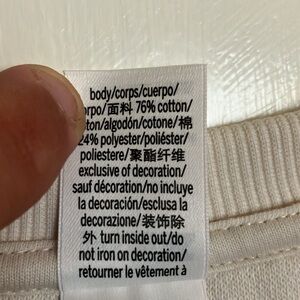 body/corps/cuerpo/
rpo/面料 76% cotton/
ton/algodón/cotone/棉
24% polyester/poliéster/
poliestere/聚酯纤维
exclusive of decoration/
sauf décoration/no incluye
la decoración/esclusa la
decorazione/装饰除
外 turn inside out/do
not iron on decoration/
retourner le vêtement à